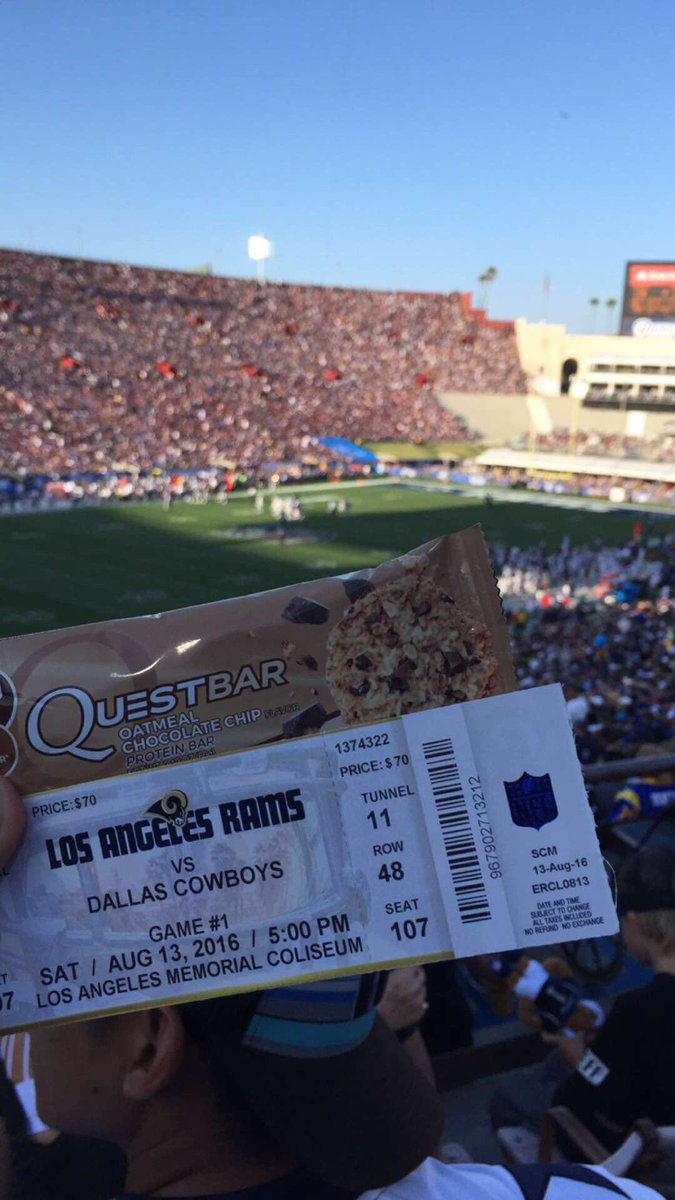 QUESTBAR
OATMEAL
CHOCOLATE CHIP FLAVOR
PROTEIN BAR
PRICE: $70
LOS ANGELES RAMS
VS
DALLAS COWBOYS
GAME #1
SAT / AUG 13, 2016 / 5:00 PM
LOS ANGELES MEMORIAL COLISEUM
1374322
PRICE: $70
TUNNEL
11
ROW
48
SEAT
107
967902713212
NFL
SCM
13-Aug-16
ERCL0813
DATE AND TIME
SUBJECT TO CHANGE
ALL TAXES INCLUDED
NO REFUND NO EXCHANGE